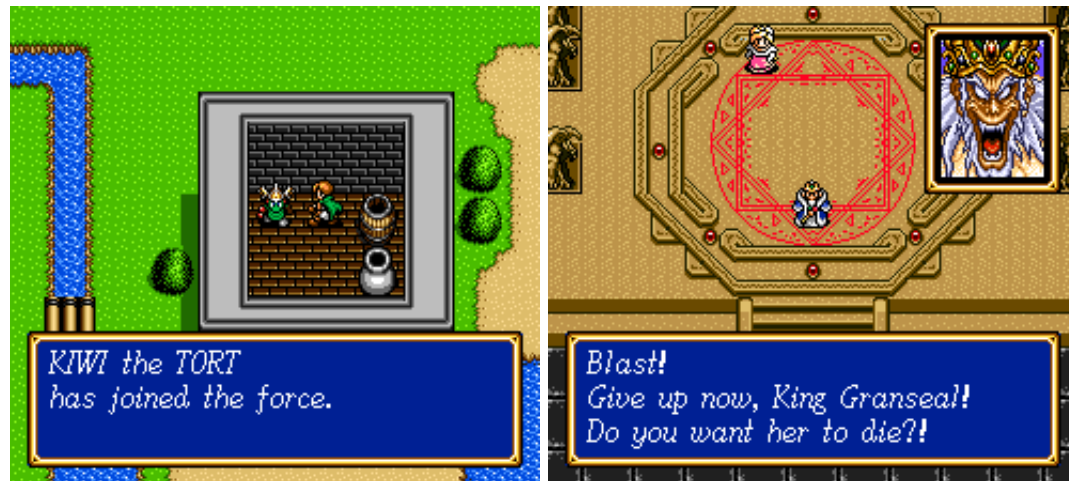 KIWI the TORT
has joined the force.
Blast!
Give up now, King Granseal!
Do you want her to die?!